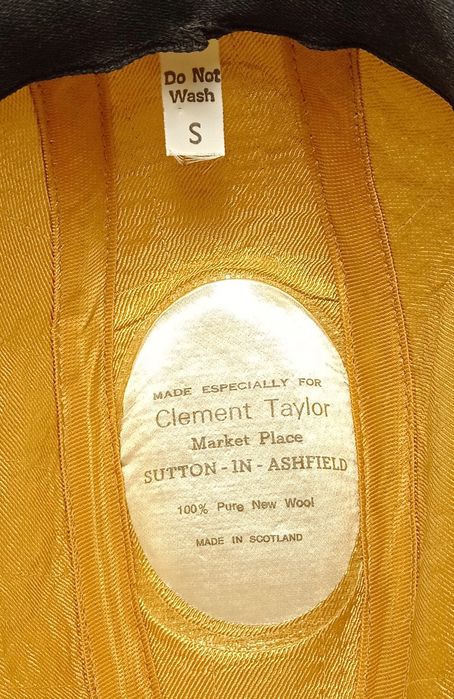 Do Not
Wash
S
MADE ESPECIALLY FOR
Clement Taylor
Market Place
SUTTON - IN - ASHFIELD
100% Pure New Wool
MADE IN SCOTLAND